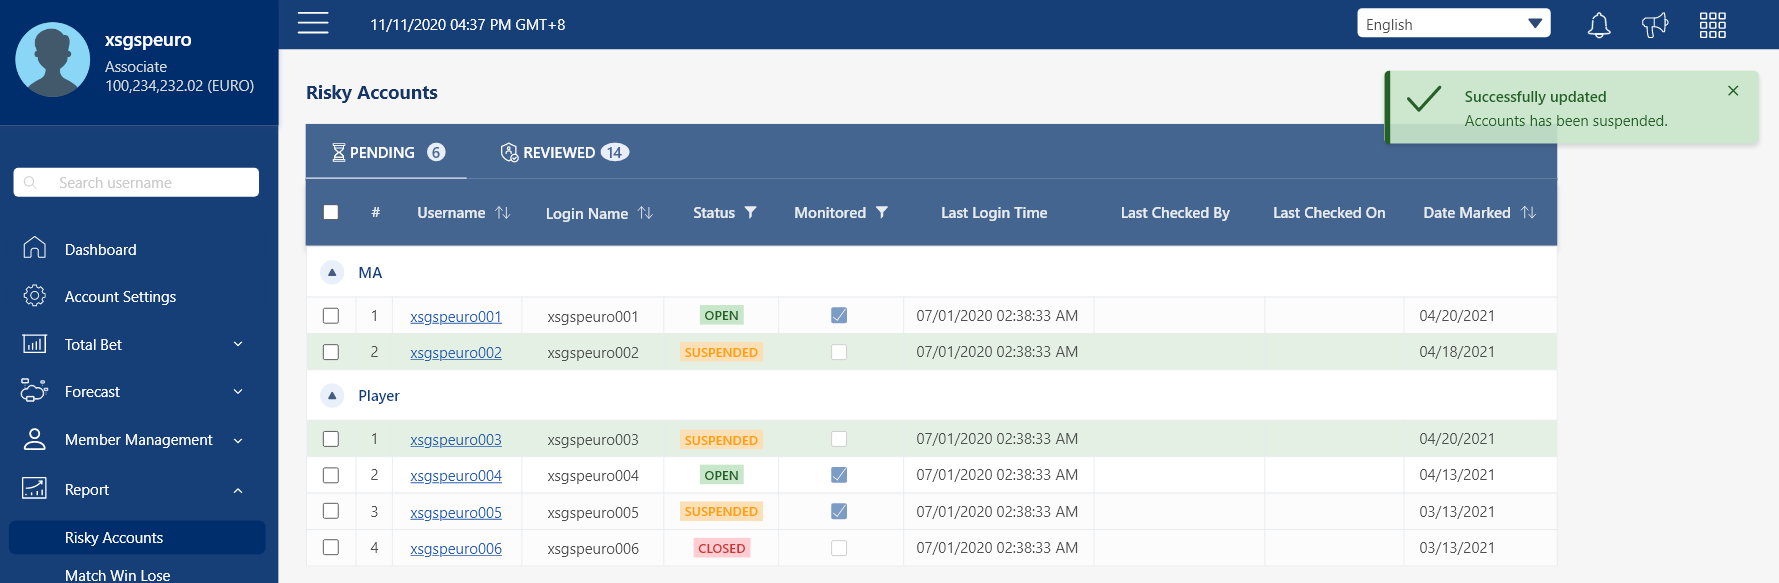 xsgspeuro
Associate
100,234,232.02 (EURO)
Search username
Dashboard
Account Settings
Total Bet
Forecast
Member Management
Report
Risky Accounts
Match Win Lose
11/11/2020 04:37 PM GMT+8
English
Risky Accounts
Successfully updated
Accounts has been suspended.
PENDING 6 REVIEWED 14
# Username Login Name Status Monitored Last Login Time Last Checked By Last Checked On Date Marked
MA
1 xsgspeuro001 xsgspeuro001 OPEN 07/01/2020 02:38:33 AM 04/20/2021
2 xsgspeuro002 xsgspeuro002 SUSPENDED 07/01/2020 02:38:33 AM 04/18/2021
Player
1 xsgspeuro003 xsgspeuro003 SUSPENDED 07/01/2020 02:38:33 AM 04/20/2021
2 xsgspeuro004 xsgspeuro004 OPEN 07/01/2020 02:38:33 AM 04/13/2021
3 xsgspeuro005 xsgspeuro005 SUSPENDED 07/01/2020 02:38:33 AM 03/13/2021
4 xsgspeuro006 xsgspeuro006 CLOSED 07/01/2020 02:38:33 AM 03/13/2021